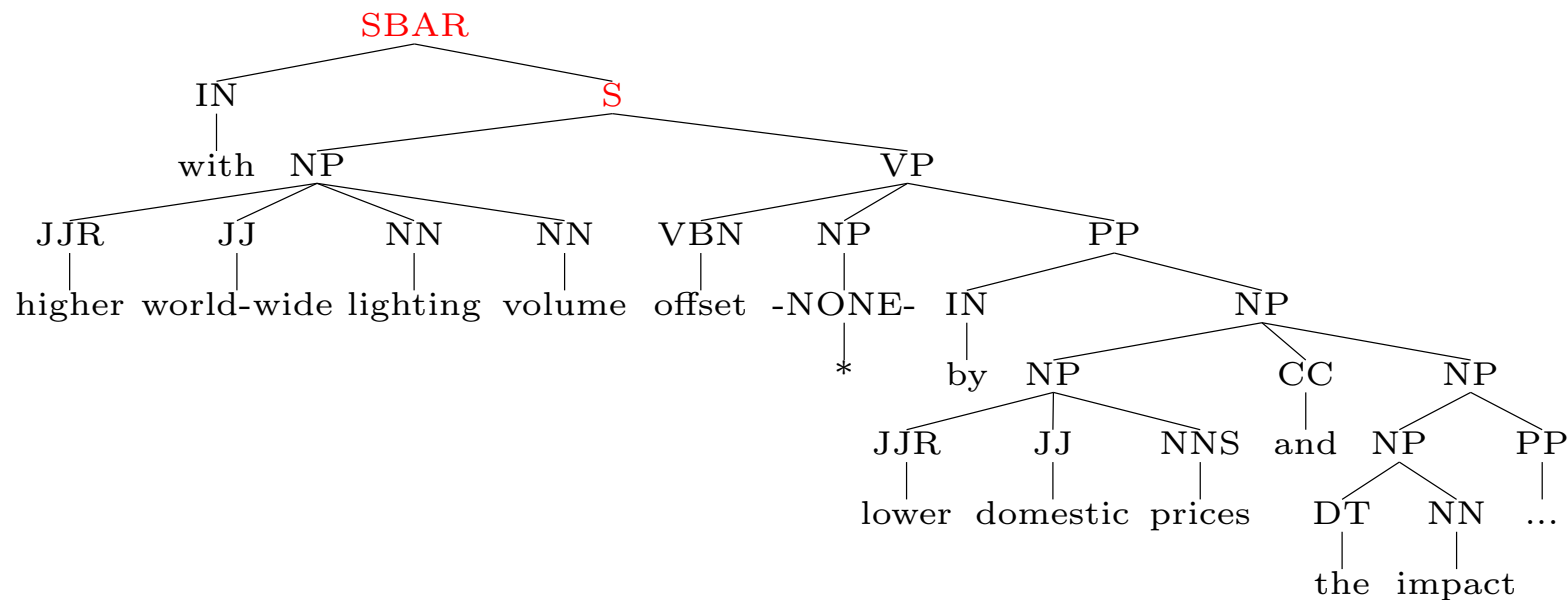 SBAR
IN S
with NP VP
JJR JJ NN NN VBN NP PP
higher world-wide lighting volume offset -NONE- IN NP
* by NP CC NP
JJR JJ NNS and NP PP
lower domestic prices DT NN ...
the impact